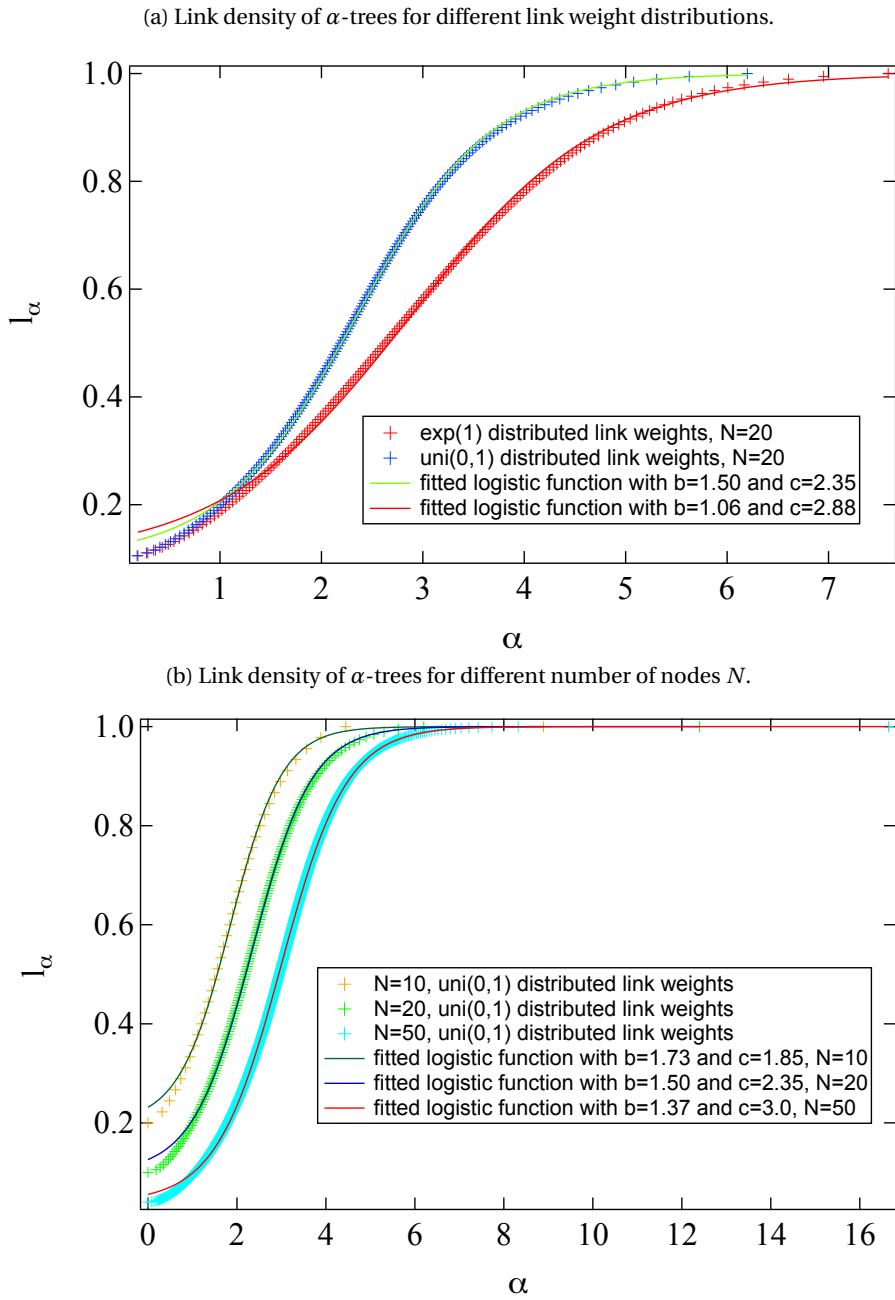 (a) Link density of α-trees for different link weight distributions.
1.0
0.8
0.6
0.4
0.2
lα
exp(1) distributed link weights, N=20
uni(0,1) distributed link weights, N=20
fitted logistic function with b=1.50 and c=2.35
fitted logistic function with b=1.06 and c=2.88
1 2 3 4 5 6 7
α
(b) Link density of α-trees for different number of nodes N.
1.0
0.8
0.6
0.4
0.2
lα
N=10, uni(0,1) distributed link weights
N=20, uni(0,1) distributed link weights
N=50, uni(0,1) distributed link weights
fitted logistic function with b=1.73 and c=1.85, N=10
fitted logistic function with b=1.50 and c=2.35, N=20
fitted logistic function with b=1.37 and c=3.0, N=50
0 2 4 6 8 10 12 14 16
α